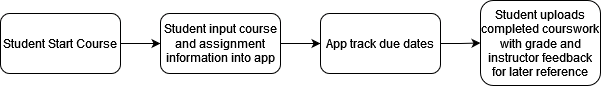 Student Start Course
Student input course
and assignment
information into app
App track due dates
Student uploads
completed courswork
with grade and
instructor feedback
for later reference